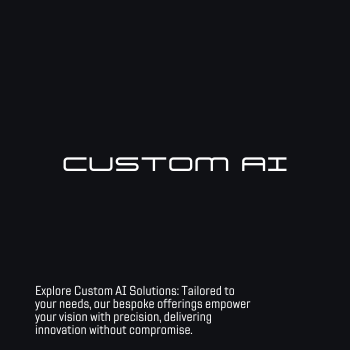 CUSTOM AI
Explore Custom AI Solutions: Tailored to
your needs, our bespoke offerings empower
your vision with precision, delivering
innovation without compromise.